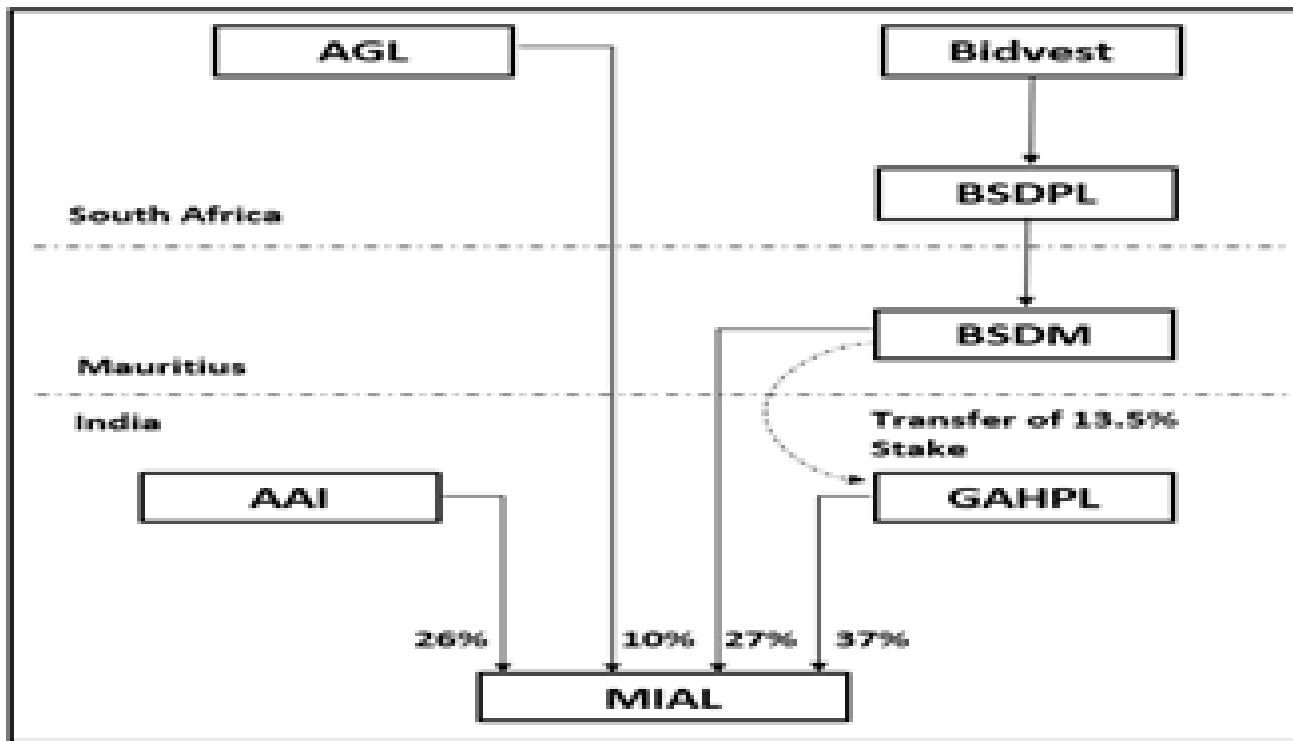 AGL
Bidvest
BSDPL
South Africa
BSDM
Mauritius
India
Transfer of 13.5%
Stake
AAI
GAHPL
26%
10%
27%
37%
MIAL